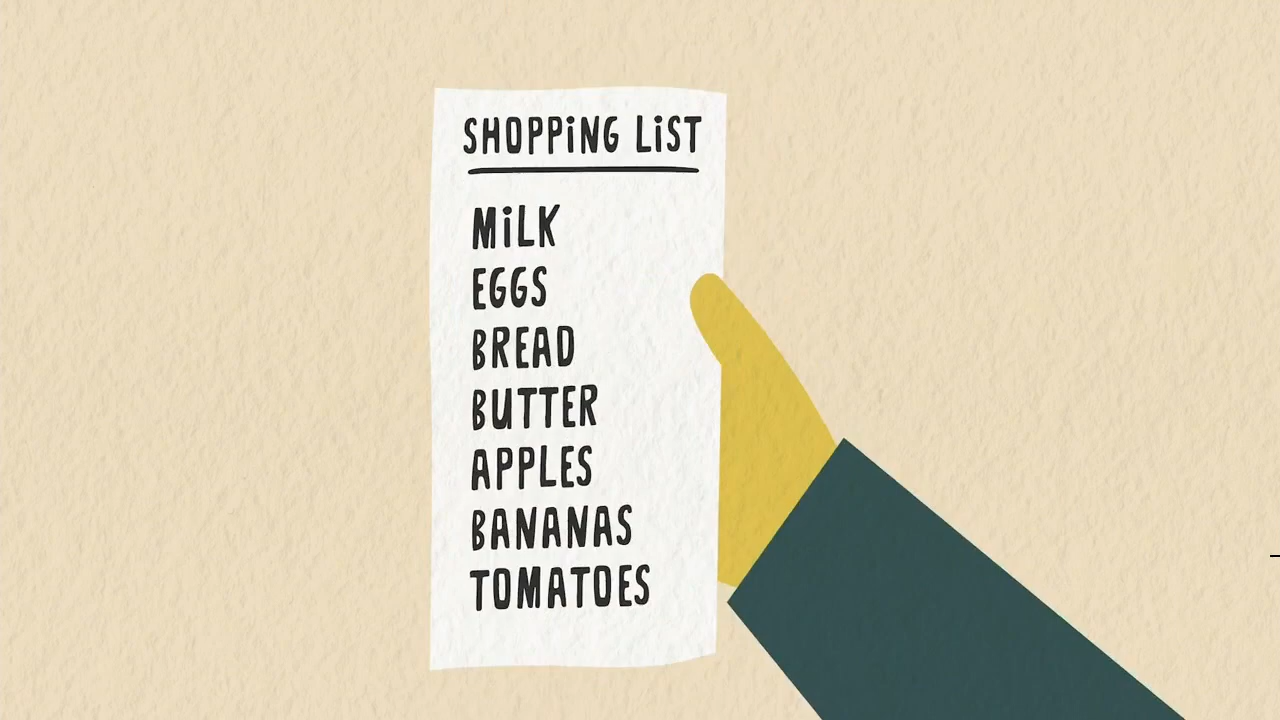 SHOPPiNG LiST
MiLK
EGGS
BREAD
BUTTER
APPLES
BANANAS
TOMATOES